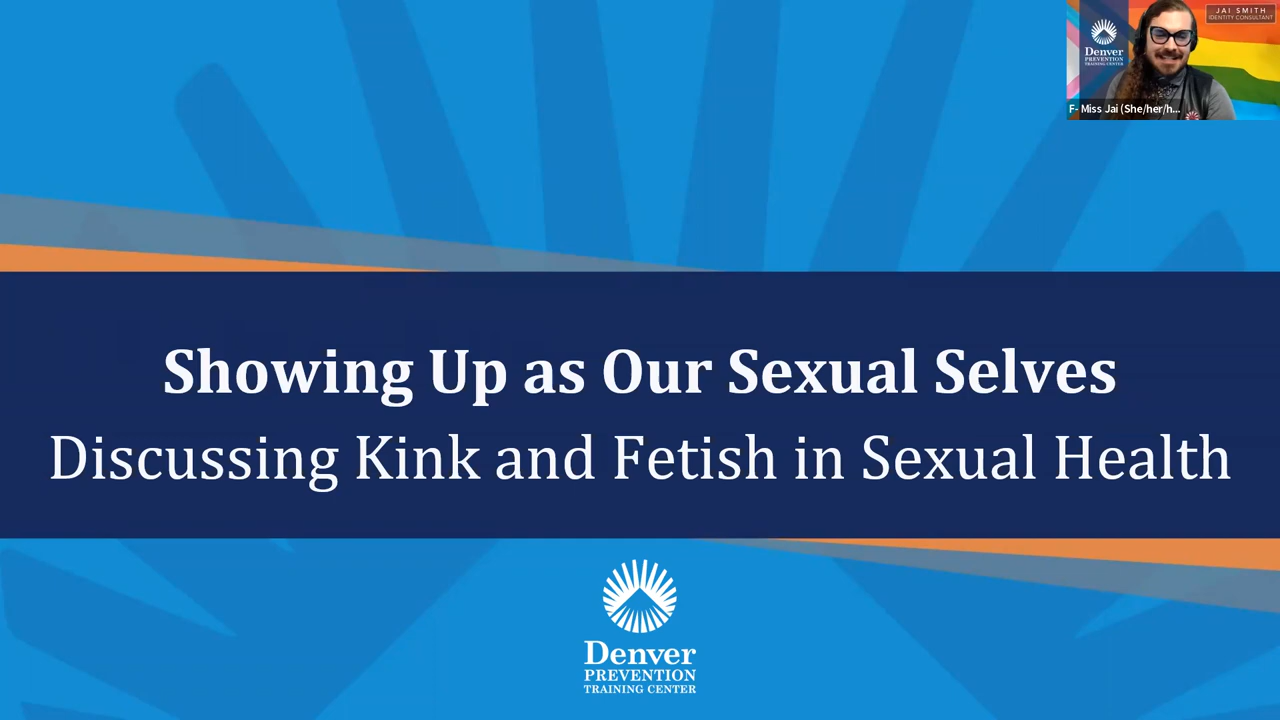 JAI SMITH
IDENTITY CONSULTANT
Denver
PREVENTION
TRAINING CENTER
F- Miss Jai (She/her/h...
Showing Up as Our Sexual Selves
Discussing Kink and Fetish in Sexual Health
Denver
PREVENTION
TRAINING CENTER